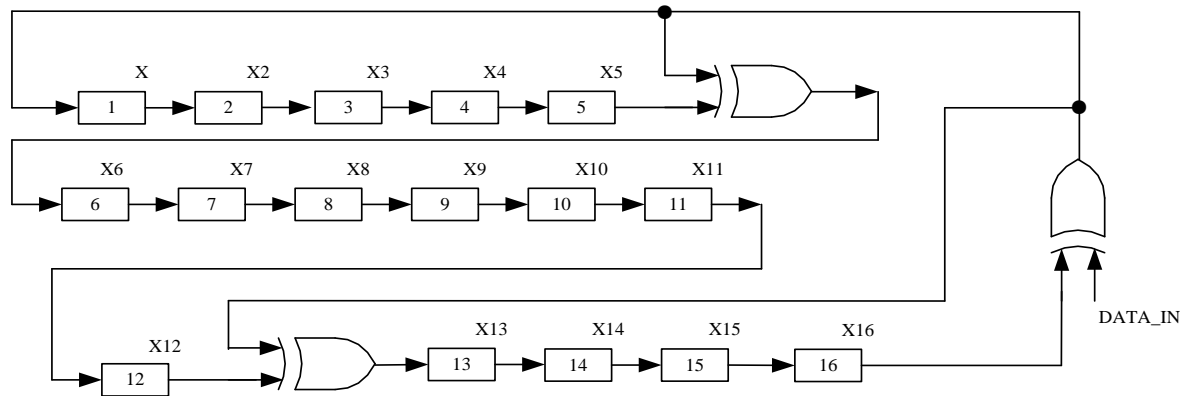 X X2 X3 X4 X5
1 2 3 4 5
X6 X7 X8 X9 X10 X11
6 7 8 9 10 11
DATA_IN
X12 X13 X14 X15 X16
12 13 14 15 16